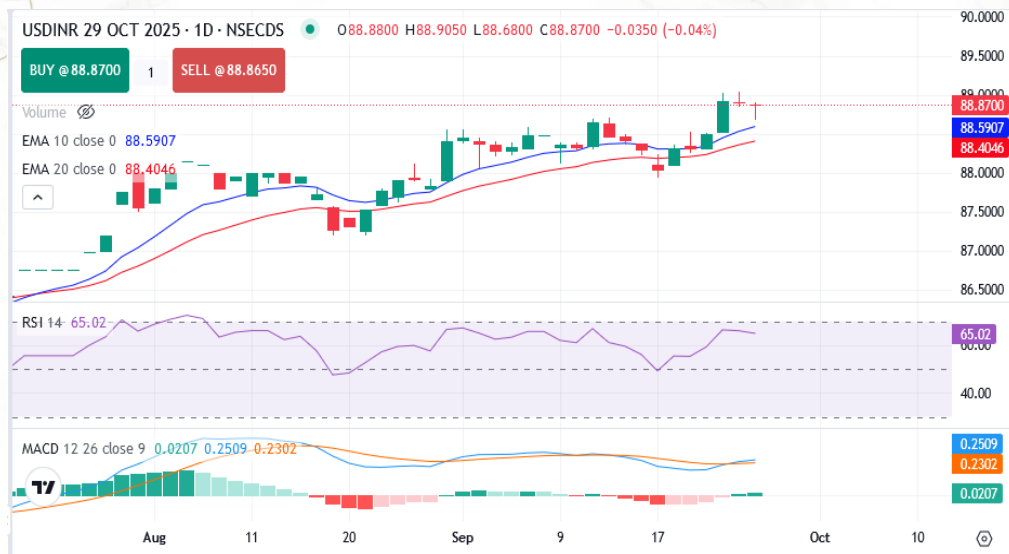 USDINR 29 OCT 2025 · 1D · NSECDS O88.8800 H88.9050 L88.6800 C88.8700 −0.0350 (−0.04%)
BUY @ 88.8700 1 SELL @ 88.8650
Volume
EMA 10 close 0 88.5907
EMA 20 close 0 88.4046
90.0000
89.5000
89.0000
88.8700
88.5907
88.4046
88.0000
87.5000
87.0000
86.5000
RSI 14 65.02
65.02
60.00
40.00
MACD 12 26 close 9 0.0207 0.2509 0.2302
0.2509
0.2302
0.0207
Aug 11 20 Sep 9 17 Oct 10